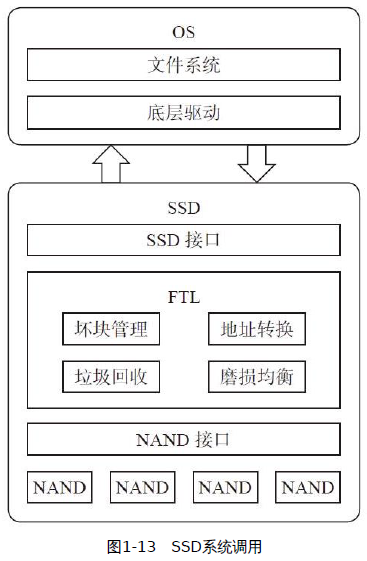 OS
文件系统
底层驱动
SSD
SSD 接口
FTL
坏块管理 地址转换
垃圾回收 磨损均衡
NAND 接口
NAND NAND NAND NAND
图1-13 SSD系统调用